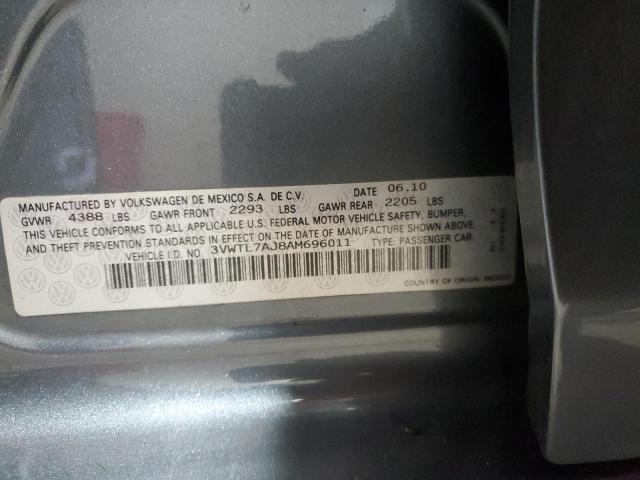 MANUFACTURED BY VOLKSWAGEN DE MEXICO S.A. DE C.V. DATE 06.10
GVWR 4388 LBS GAWR FRONT 2293 LBS GAWR REAR 2205 LBS
THIS VEHICLE CONFORMS TO ALL APPLICABLE U.S. FEDERAL MOTOR VEHICLE SAFETY, BUMPER,
AND THEFT PREVENTION STANDARDS IN EFFECT ON THE DATE OF MANUFACTURE SHOWN ABOVE.
VEHICLE I.D. NO. 3VWTL7AJ8AM696011 TYPE: PASSENGER CAR
COUNTRY OF ORIGIN: MEXICO